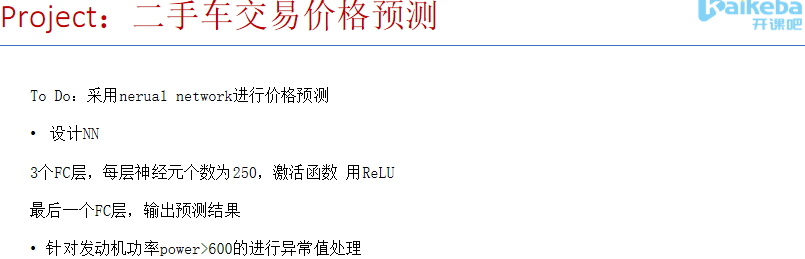 Project：二手车交易价格预测
Kaikeba
开课吧
To Do：采用nerual network进行价格预测
• 设计NN
3个FC层，每层神经元个数为250，激活函数 用ReLU
最后一个FC层，输出预测结果
• 针对发动机功率power>600的进行异常值处理